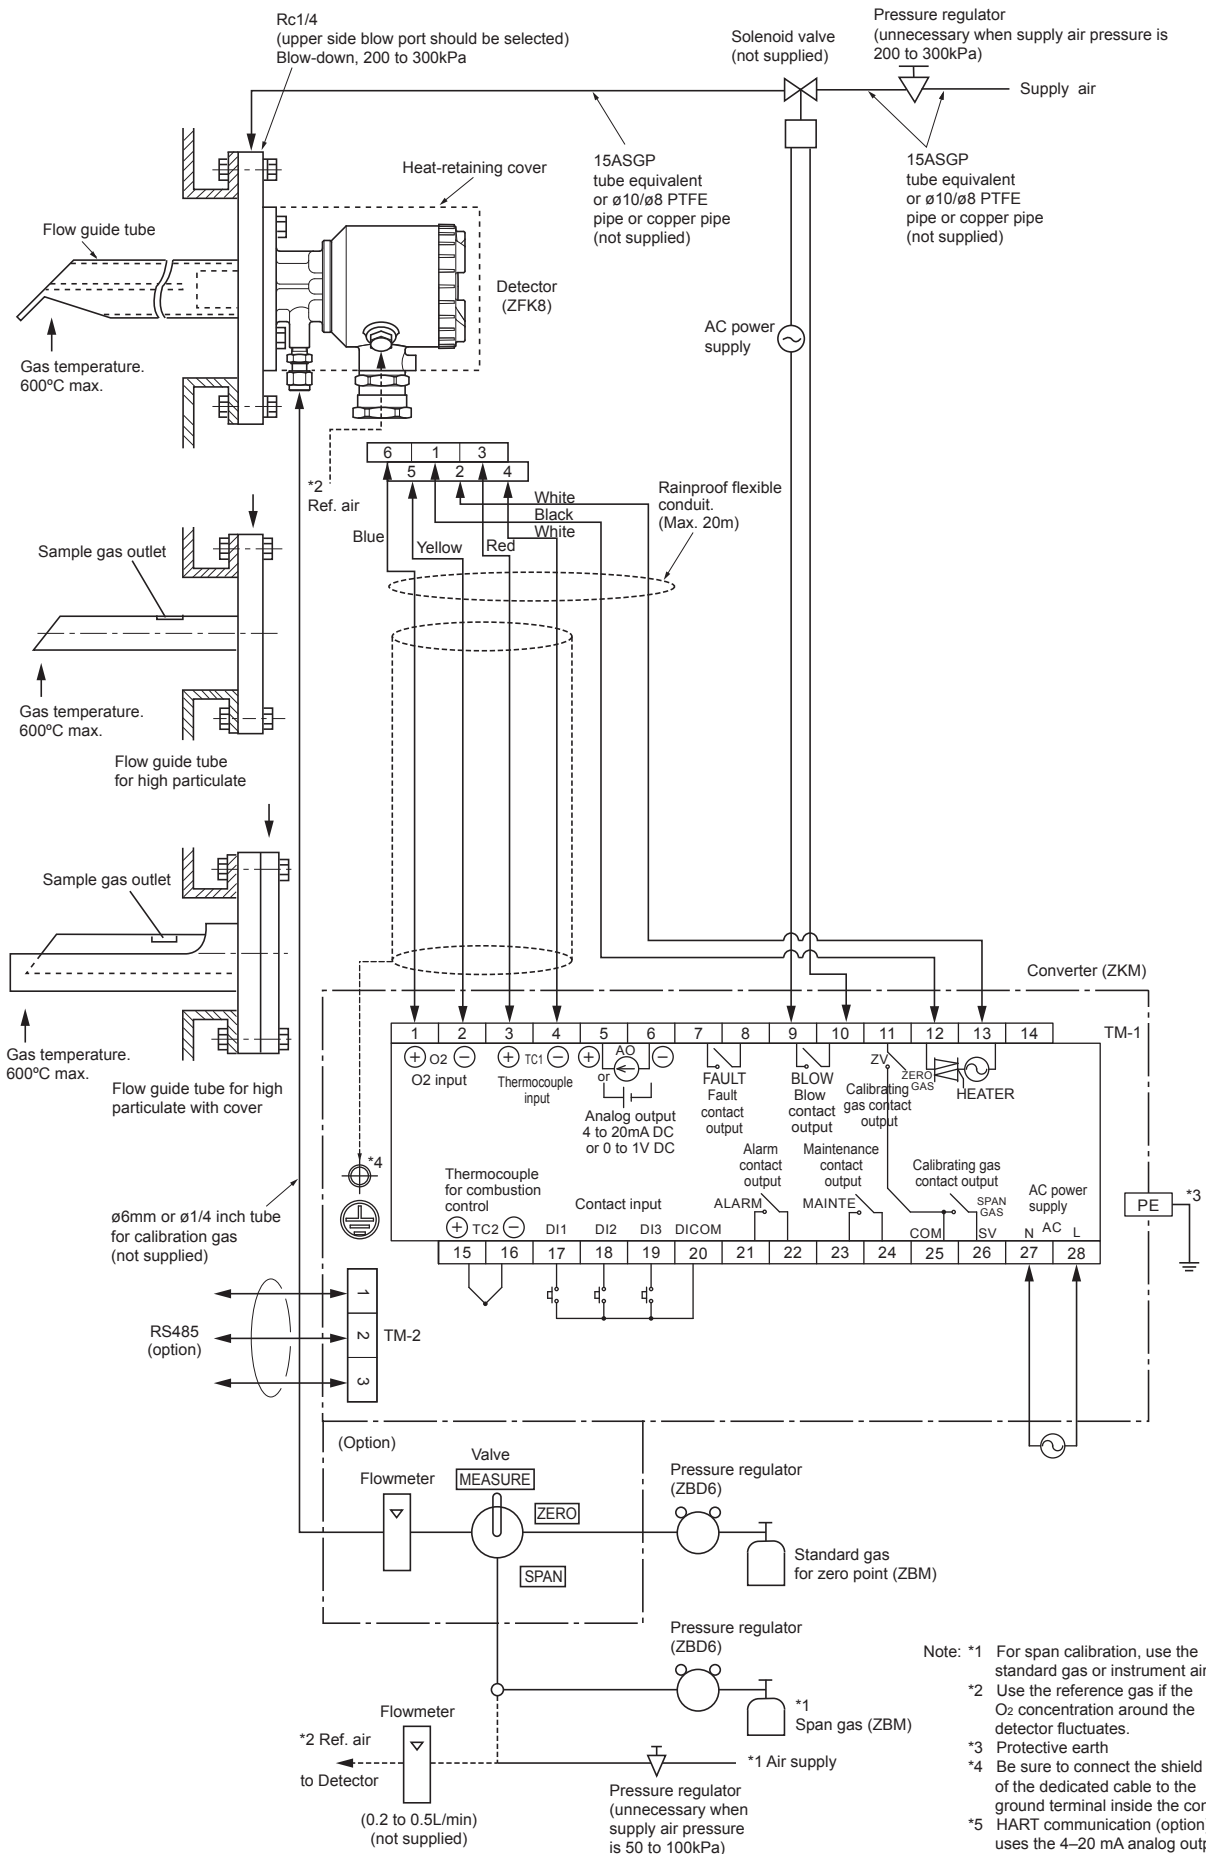 Rc1/4
(upper side blow port should be selected)
Blow-down, 200 to 300kPa
Solenoid valve
(not supplied)
Pressure regulator
(unnecessary when supply air pressure is
200 to 300kPa)
Supply air
15ASGP
tube equivalent
or ø10/ø8 PTFE
pipe or copper pipe
(not supplied)
15ASGP
tube equivalent
or ø10/ø8 PTFE
pipe or copper pipe
(not supplied)
Heat-retaining cover
Flow guide tube
Detector
(ZFK8)
AC power
supply
Gas temperature.
600ºC max.
6 1 3
5 2 4
*2
Ref. air
White
Black
White
Blue
Yellow
Red
Rainproof flexible
conduit.
(Max. 20m)
Sample gas outlet
Gas temperature.
600ºC max.
Flow guide tube
for high particulate
Sample gas outlet
Gas temperature.
600ºC max.
Flow guide tube for high
particulate with cover
Converter (ZKM)
1 2 3 4 5 6 7 8 9 10 11 12 13 14
TM-1
+ O2 −
O2 input
+ TC1 −
Thermocouple
input
+ AO −
or
Analog output
4 to 20mA DC
or 0 to 1V DC
FAULT
Fault
contact
output
BLOW
Blow
contact
output
ZV
ZERO
GAS
Calibrating
gas contact
output
HEATER
*4
Thermocouple
for combustion
control
+ TC2 −
Contact input
DI1 DI2 DI3 DICOM
Alarm
contact
output
ALARM
Maintenance
contact
output
MAINTE
Calibrating gas
contact output
SPAN
GAS
COM
SV
AC power
supply
N AC L
15 16 17 18 19 20 21 22 23 24 25 26 27 28
PE
*3
ø6mm or ø1/4 inch tube
for calibration gas
(not supplied)
RS485
(option)
1
2
3
TM-2
(Option)
Flowmeter
Valve
MEASURE
ZERO
SPAN
Pressure regulator
(ZBD6)
Standard gas
for zero point (ZBM)
Pressure regulator
(ZBD6)
*1
Span gas (ZBM)
Flowmeter
*2 Ref. air
to Detector
(0.2 to 0.5L/min)
(not supplied)
*1 Air supply
Pressure regulator
(unnecessary when
supply air pressure
is 50 to 100kPa)
Note: *1 For span calibration, use the
standard gas or instrument air
*2 Use the reference gas if the
O2 concentration around the
detector fluctuates.
*3 Protective earth
*4 Be sure to connect the shield
of the dedicated cable to the
ground terminal inside the
*5 HART communication (option)
uses the 4–20 mA analog